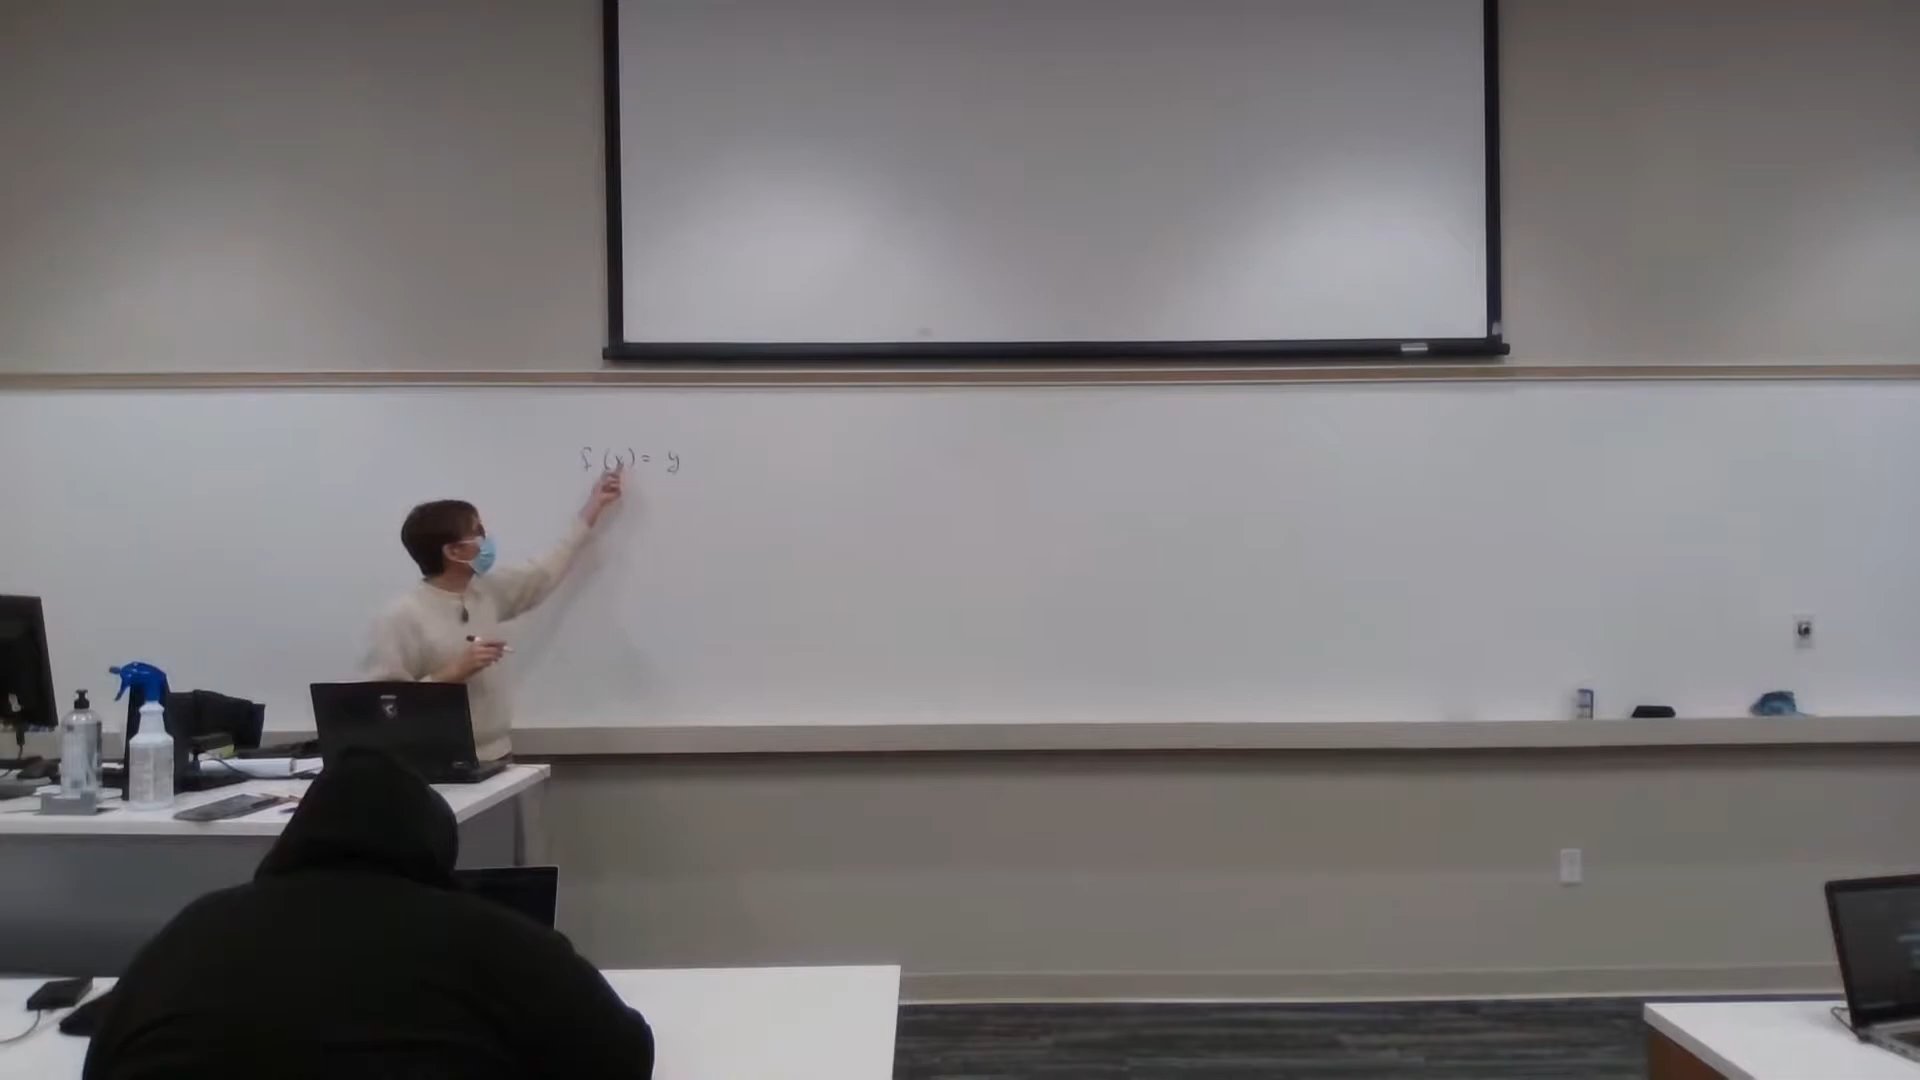 f(x) = y